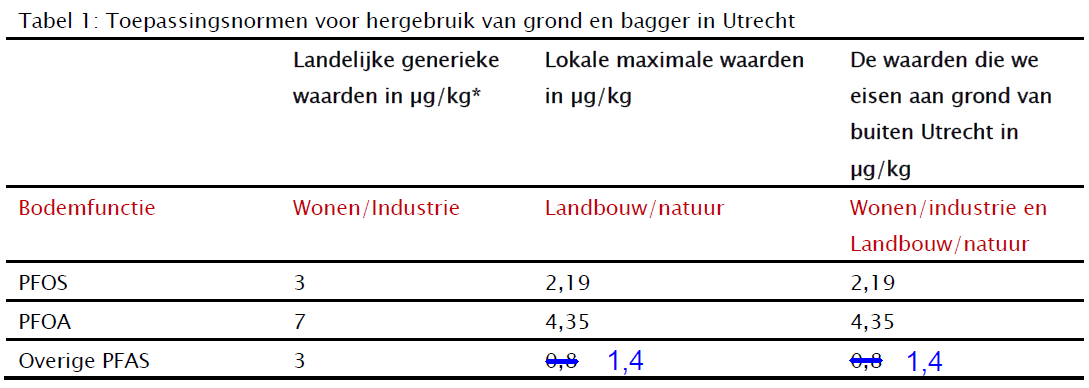 Tabel 1: Toepassingsnormen voor hergebruik van grond en bagger in Utrecht
Landelijke generieke waarden in µg/kg* Lokale maximale waarden in µg/kg De waarden die we eisen aan grond van buiten Utrecht in µg/kg
Bodemfunctie Wonen/Industrie Landbouw/natuur Wonen/industrie en Landbouw/natuur
PFOS 3 2,19 2,19
PFOA 7 4,35 4,35
Overige PFAS 3 0,8 1,4 0,8 1,4